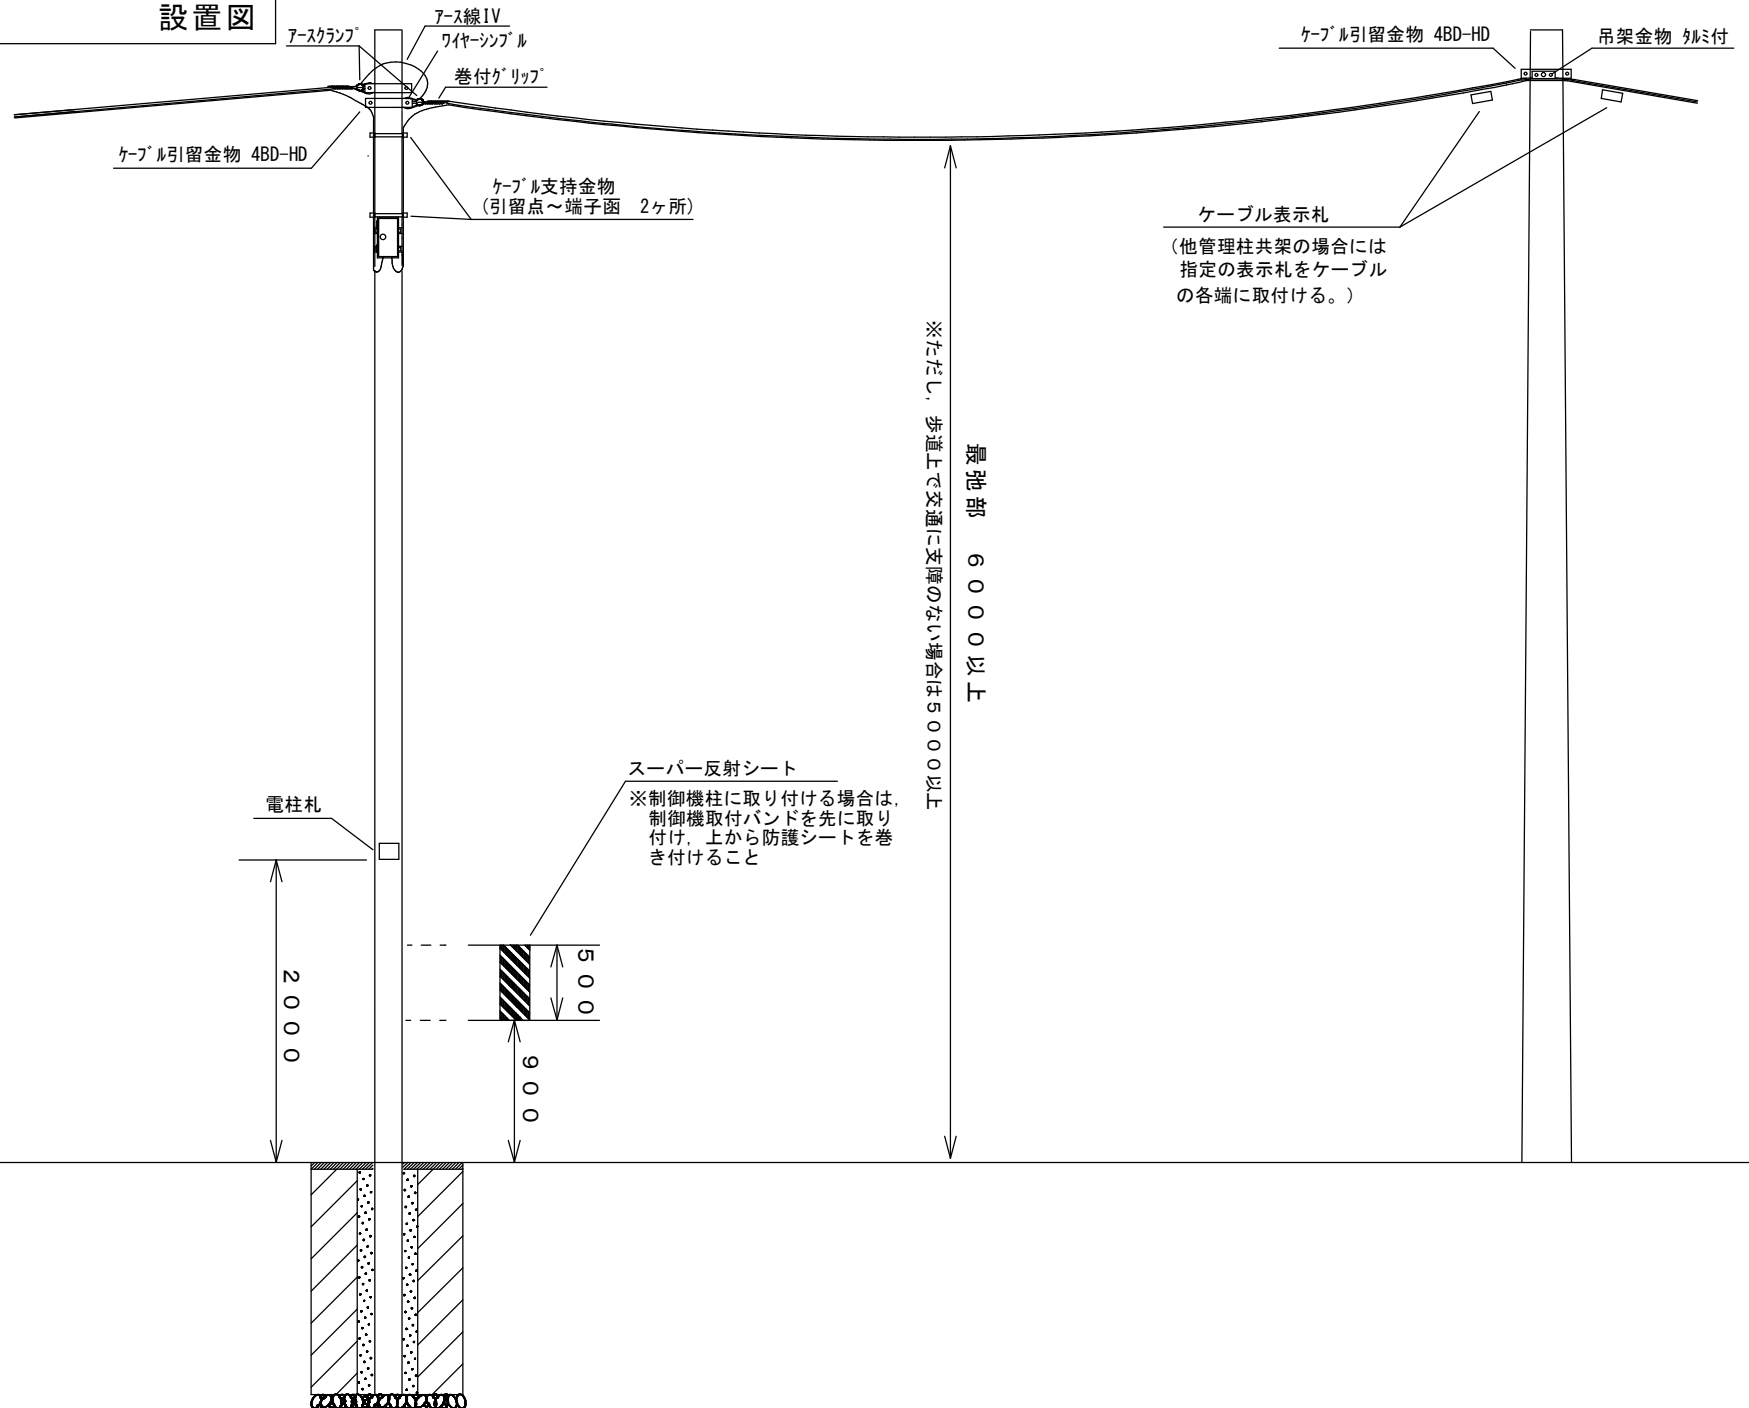 設置図
アース線IV
アースクランプ
ワイヤーシンブル
巻付グリップ
ケーブル引留金物 4BD-HD
吊架金物 タルミ付
ケーブル引留金物 4BD-HD
ケーブル支持金物
(引留点～端子函 2ヶ所)
ケーブル表示札
(他管理柱共架の場合には
指定の表示札をケーブル
の各端に取付ける。)
※ただし，歩道上で交通に支障のない場合は5000以上
最弛部 6000以上
スーパー反射シート
※制御機柱に取り付ける場合は，
制御機取付バンドを先に取り
付け，上から防護シートを巻
き付けること
電柱札
2000
500
900